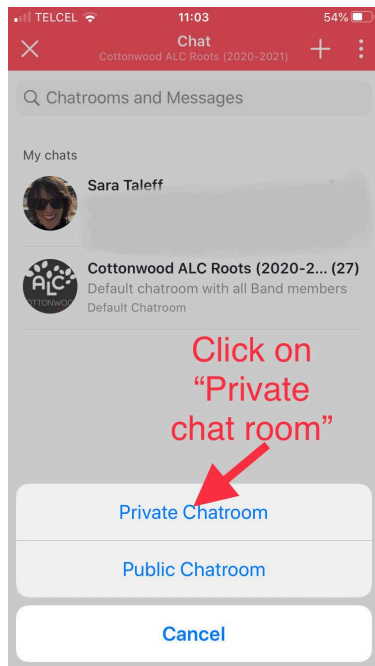 TELCEL 11:03 54%
Chat
Cottonwood ALC Roots (2020-2021)
Chatrooms and Messages
My chats
Sara Taleff
Cottonwood ALC Roots (2020-2... (27)
Default chatroom with all Band members
Default Chatroom
ALC
Click on
“Private
chat room”
Private Chatroom
Public Chatroom
Cancel